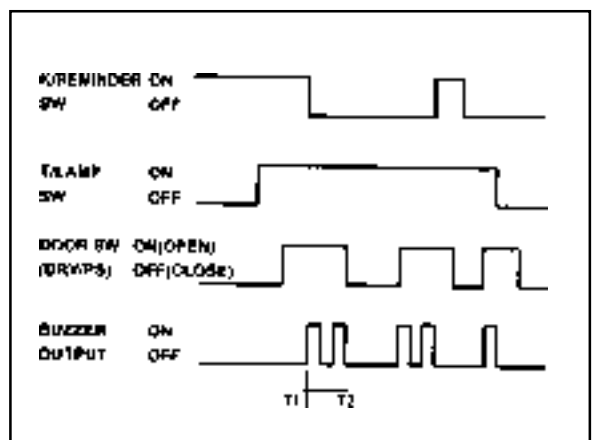 K/REMINDER ON
SW OFF
T/LAMP ON
SW OFF
DOOR SW ON(OPEN)
(DRV/PS) OFF(CLOSE)
BUZZER ON
OUTPUT OFF
T1 T2